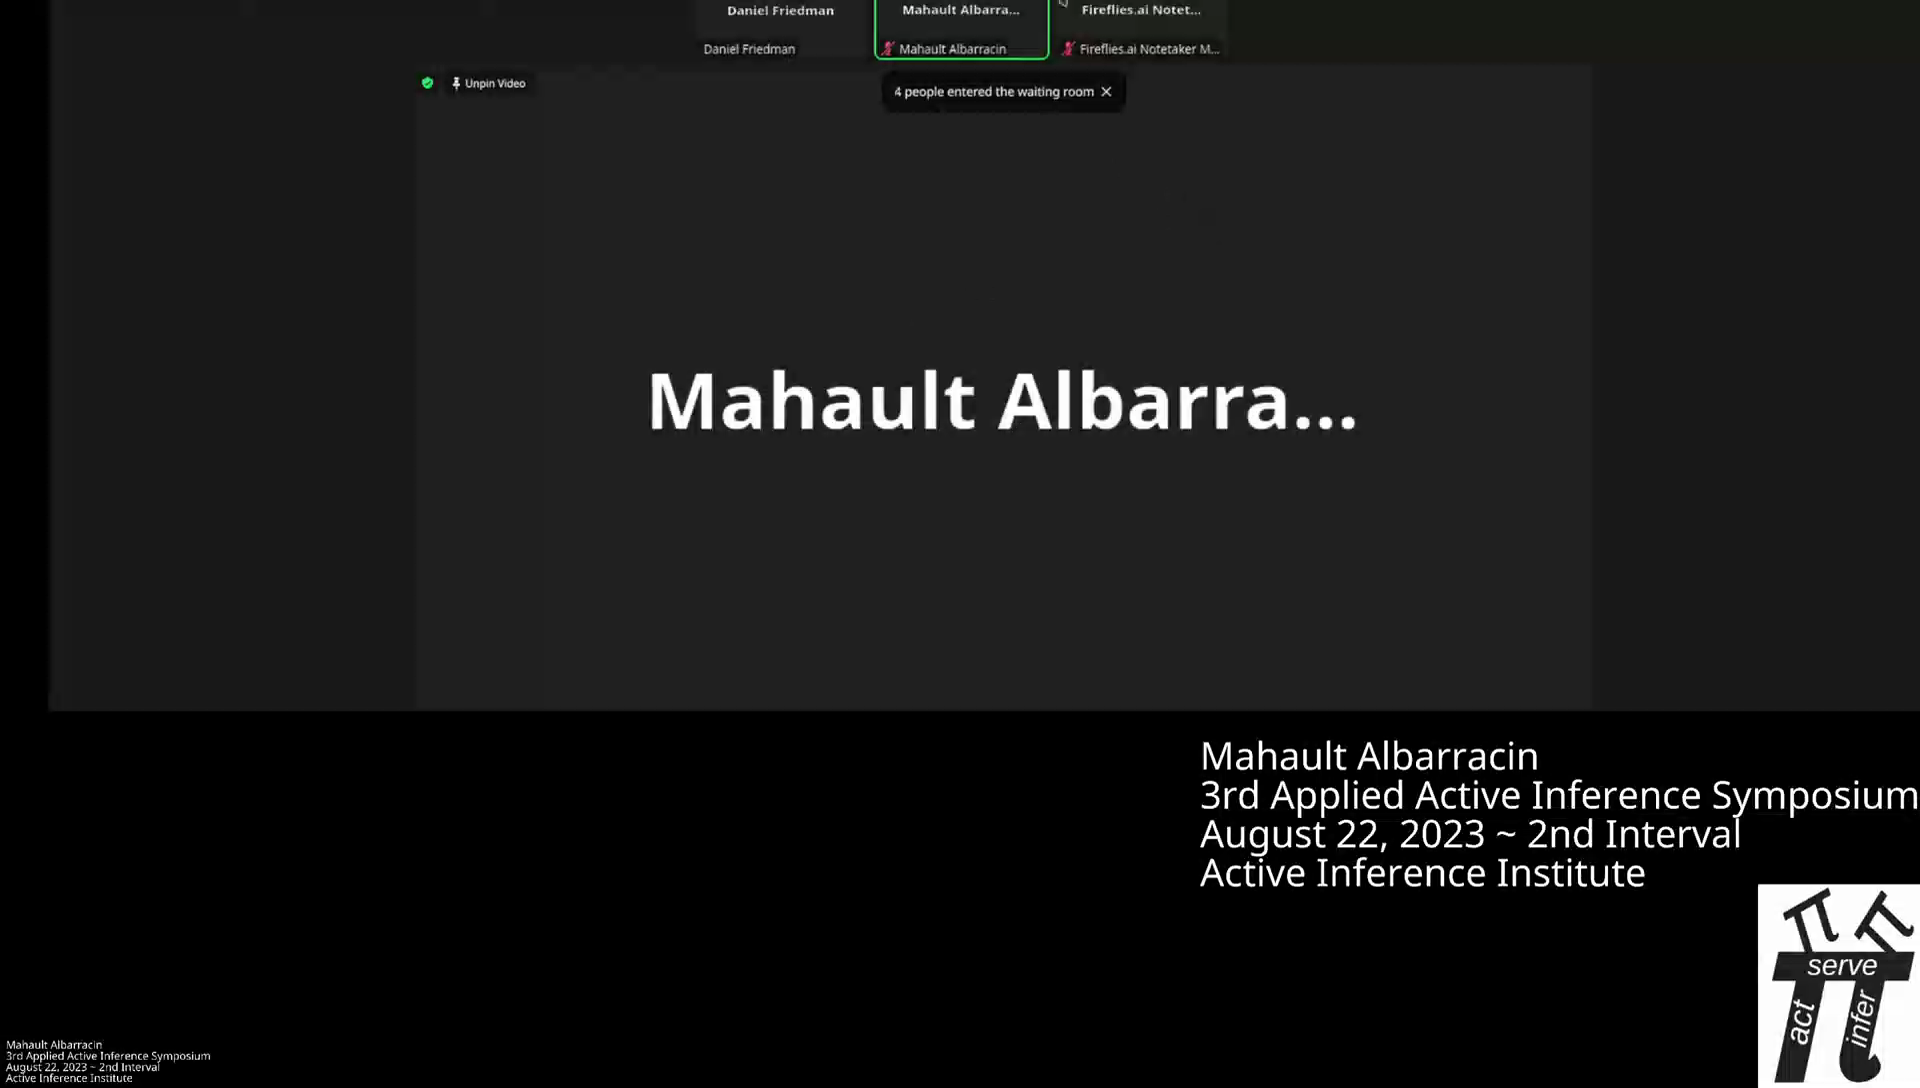 Daniel Friedman
Mahault Albarra...
Fireflies.ai Notet...
Daniel Friedman
Mahault Albarracin
Fireflies.ai Notetaker M...
Unpin Video
4 people entered the waiting room
Mahault Albarra...
Mahault Albarracin
3rd Applied Active Inference Symposium
August 22, 2023 ~ 2nd Interval
Active Inference Institute
π π
serve
π
act
infer
Mahault Albarracin
3rd Applied Active Inference Symposium
August 22, 2023 ~ 2nd Interval
Active Inference Institute